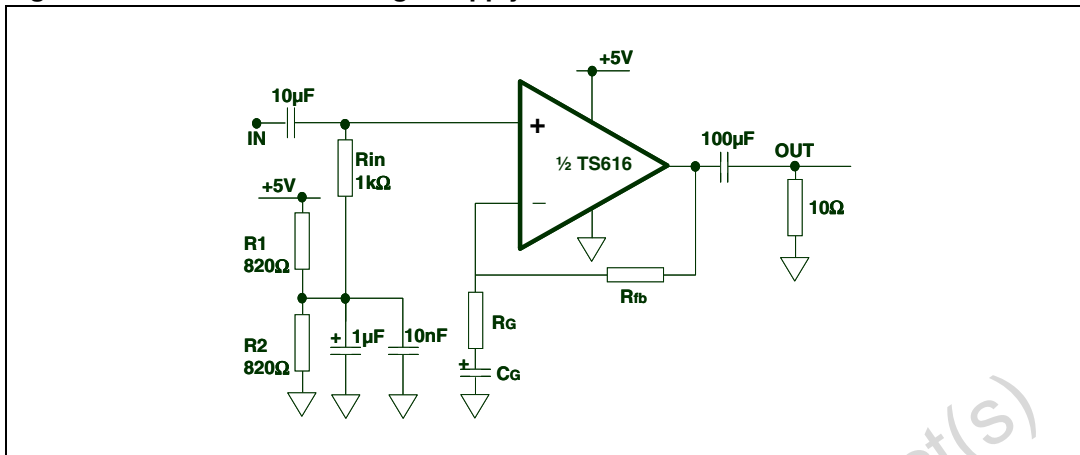 +5V
10µF
IN
+
½ TS616
–
100µF
OUT
Rin
1kΩ
+5V
10Ω
R1
820Ω
Rfb
RG
+
1µF
10nF
R2
820Ω
+
CG
t(s)